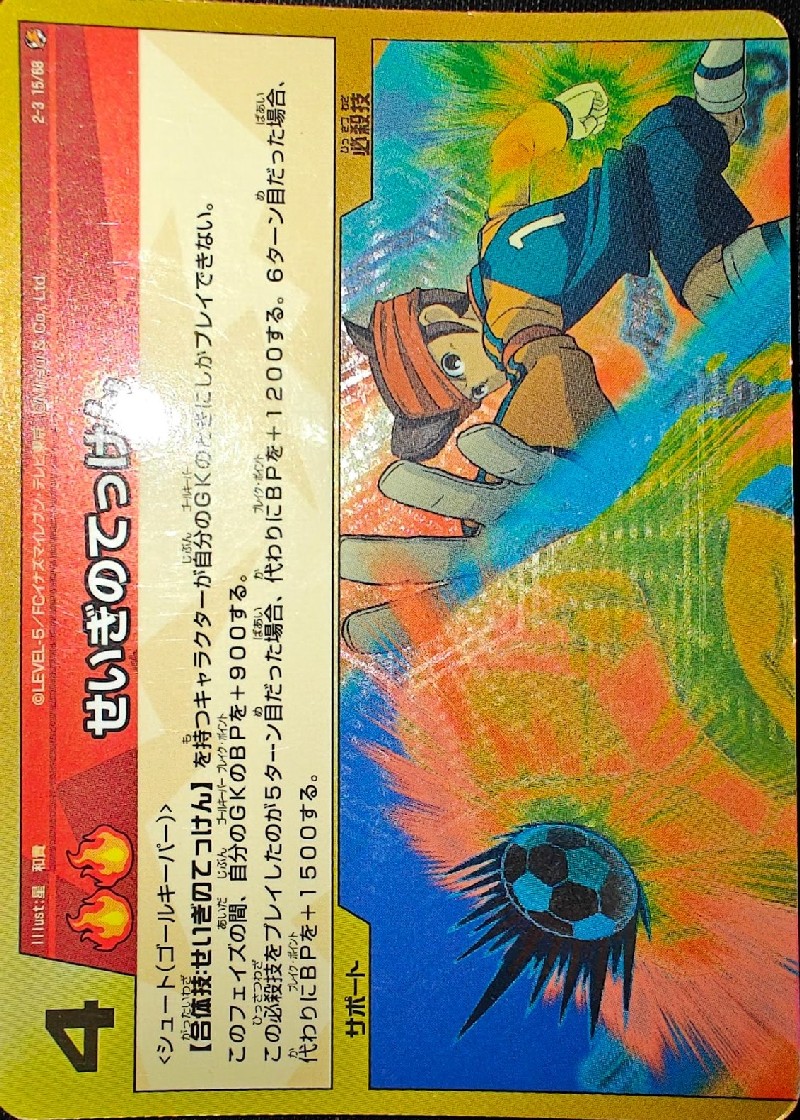 サポート
必殺技
<シュート(ゴールキーパー)>
【合体技:せいぎのてっけん】を持つキャラクターが自分のGKのときにしかプレイできない。
このフェイズの間、自分のGKのBPを+900する。
この必殺技をプレイしたのが5ターン目だった場合、代わりにBPを+1200する。6ターン目だった場合、
代わりにBPを+1500する。
4
せいぎのてっけん
Illust:星 和貴
©LEVEL-5/FCイナズマイレブン・テレビ東京
2-3 15/68
1